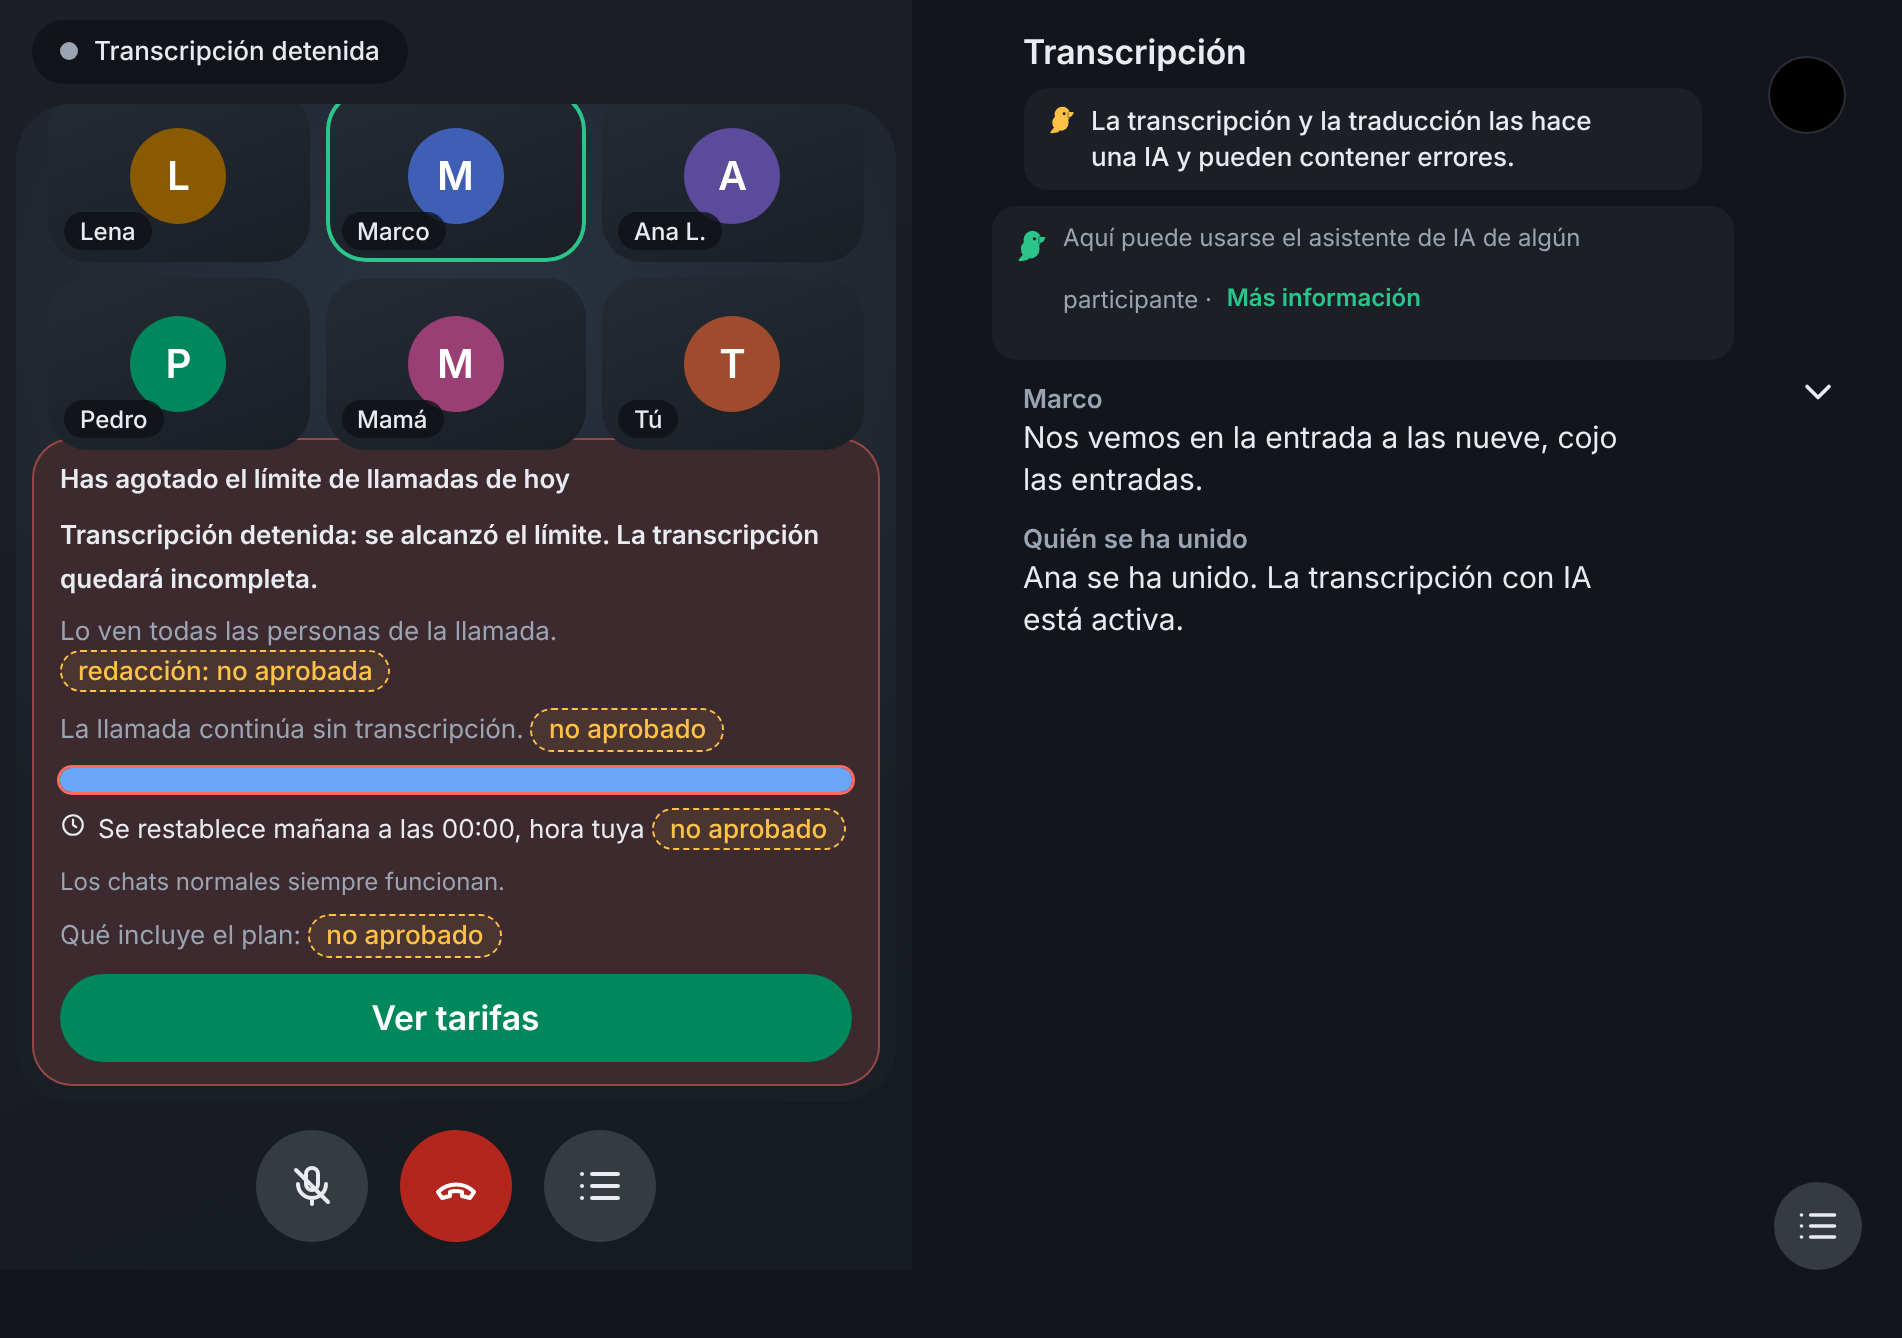 Transcripción detenida
L
Lena
M
Marco
A
Ana L.
P
Pedro
M
Mamá
T
Tú
Has agotado el límite de llamadas de hoy
Transcripción detenida: se alcanzó el límite. La transcripción
quedará incompleta.
Lo ven todas las personas de la llamada.
redacción: no aprobada
La llamada continúa sin transcripción. no aprobado
Se restablece mañana a las 00:00, hora tuya no aprobado
Los chats normales siempre funcionan.
Qué incluye el plan: no aprobado
Ver tarifas
Transcripción
La transcripción y la traducción las hace
una IA y pueden contener errores.
Aquí puede usarse el asistente de IA de algún
participante · Más información
Marco
Nos vemos en la entrada a las nueve, cojo
las entradas.
Quién se ha unido
Ana se ha unido. La transcripción con IA
está activa.